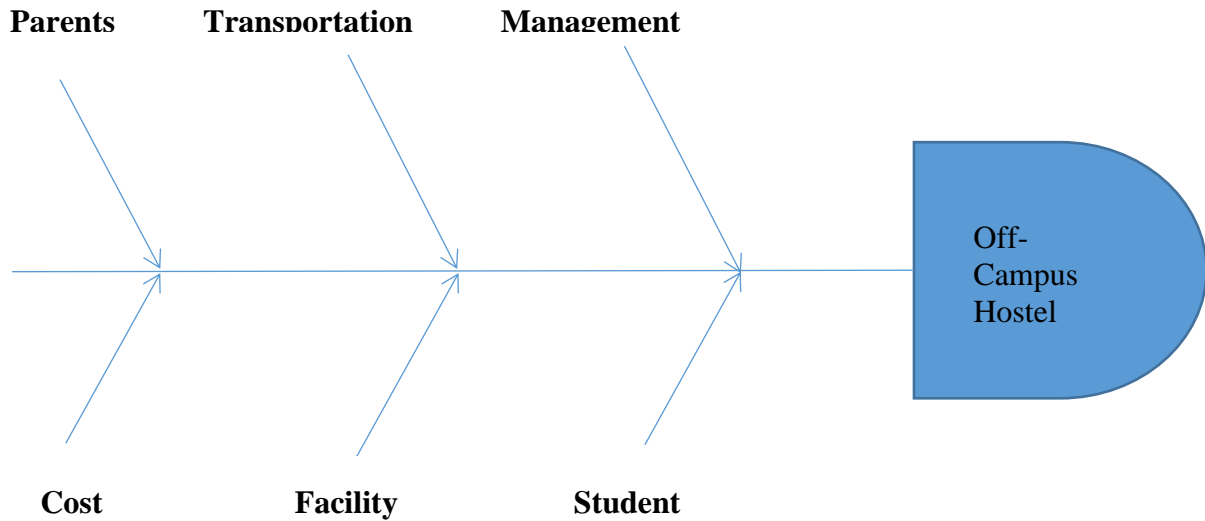 Parents Transportation Management
Off-
Campus
Hostel
Cost Facility Student